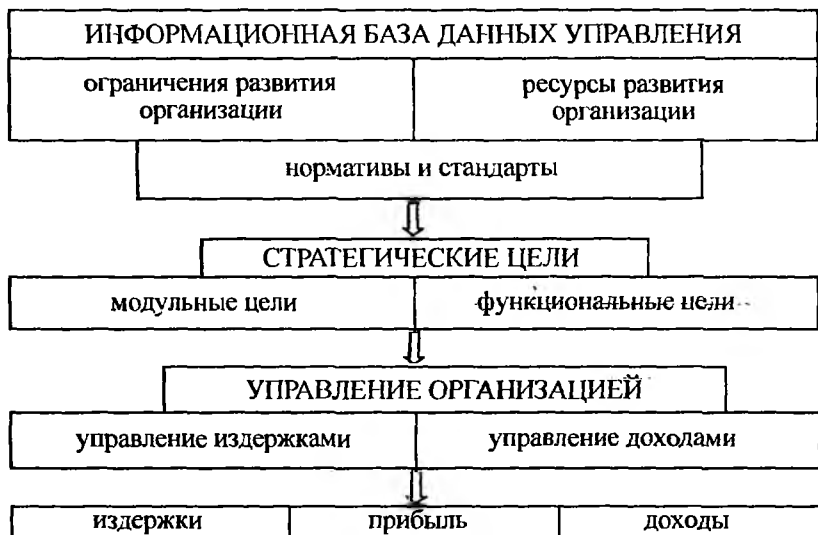 ИНФОРМАЦИОННАЯ БАЗА ДАННЫХ УПРАВЛЕНИЯ
ограничения развития
организации
ресурсы развития
организации
нормативы и стандарты
СТРАТЕГИЧЕСКИЕ ЦЕЛИ
модульные цели
функциональные цели
УПРАВЛЕНИЕ ОРГАНИЗАЦИЕЙ
управление издержками
управление доходами
издержки
прибыль
доходы